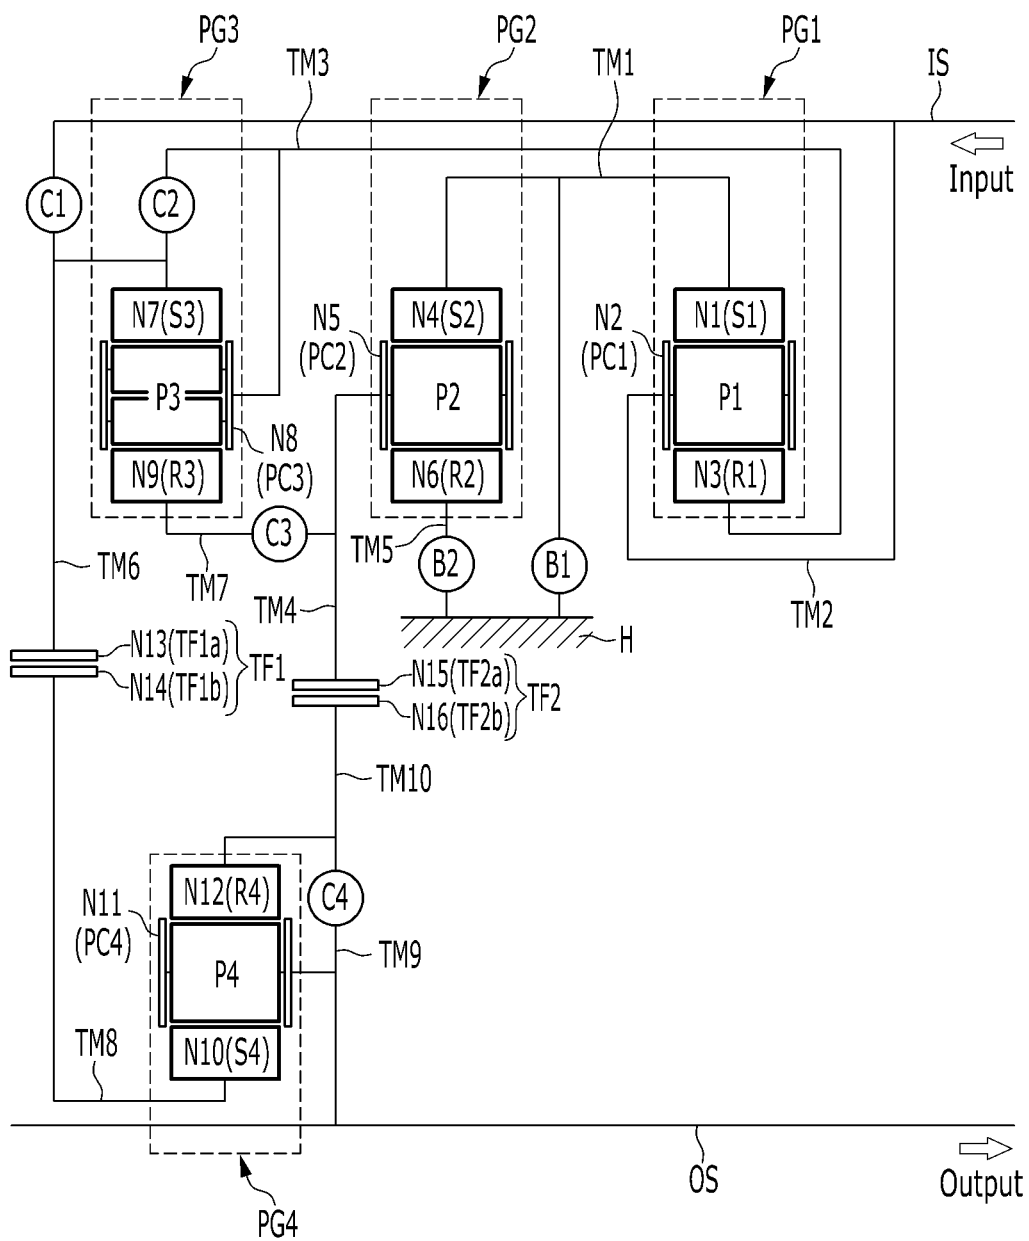 PG3
PG2
PG1
TM3
TM1
IS
Input
C1
C2
N7(S3)
N5
(PC2)
N4(S2)
N2
(PC1)
N1(S1)
P3
P2
P1
N8
(PC3)
N9(R3)
N6(R2)
N3(R1)
C3
TM5
TM6
TM7
B2
B1
TM4
TM2
H
N13(TF1a)
N14(TF1b)
TF1
N15(TF2a)
N16(TF2b)
TF2
TM10
N12(R4)
C4
N11
(PC4)
P4
TM9
TM8
N10(S4)
OS
Output
PG4